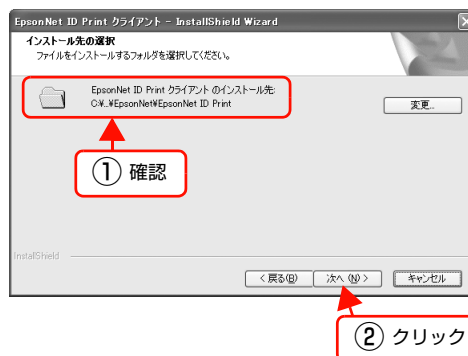 EpsonNet ID Print クライアント - InstallShield Wizard
インストール先の選択
ファイルをインストールするフォルダを選択してください。
EpsonNet ID Print クライアント のインストール先:
C:¥...¥EpsonNet¥EpsonNet ID Print
変更...
① 確認
InstallShield
< 戻る(B)
次へ (N) >
キャンセル
② クリック